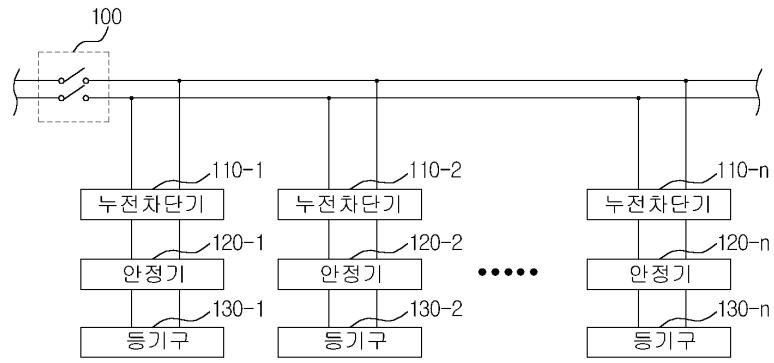 100
110-1
110-2
110-n
누전차단기
누전차단기
누전차단기
120-1
120-2
120-n
안정기
안정기
안정기
130-1
130-2
130-n
등기구
등기구
등기구